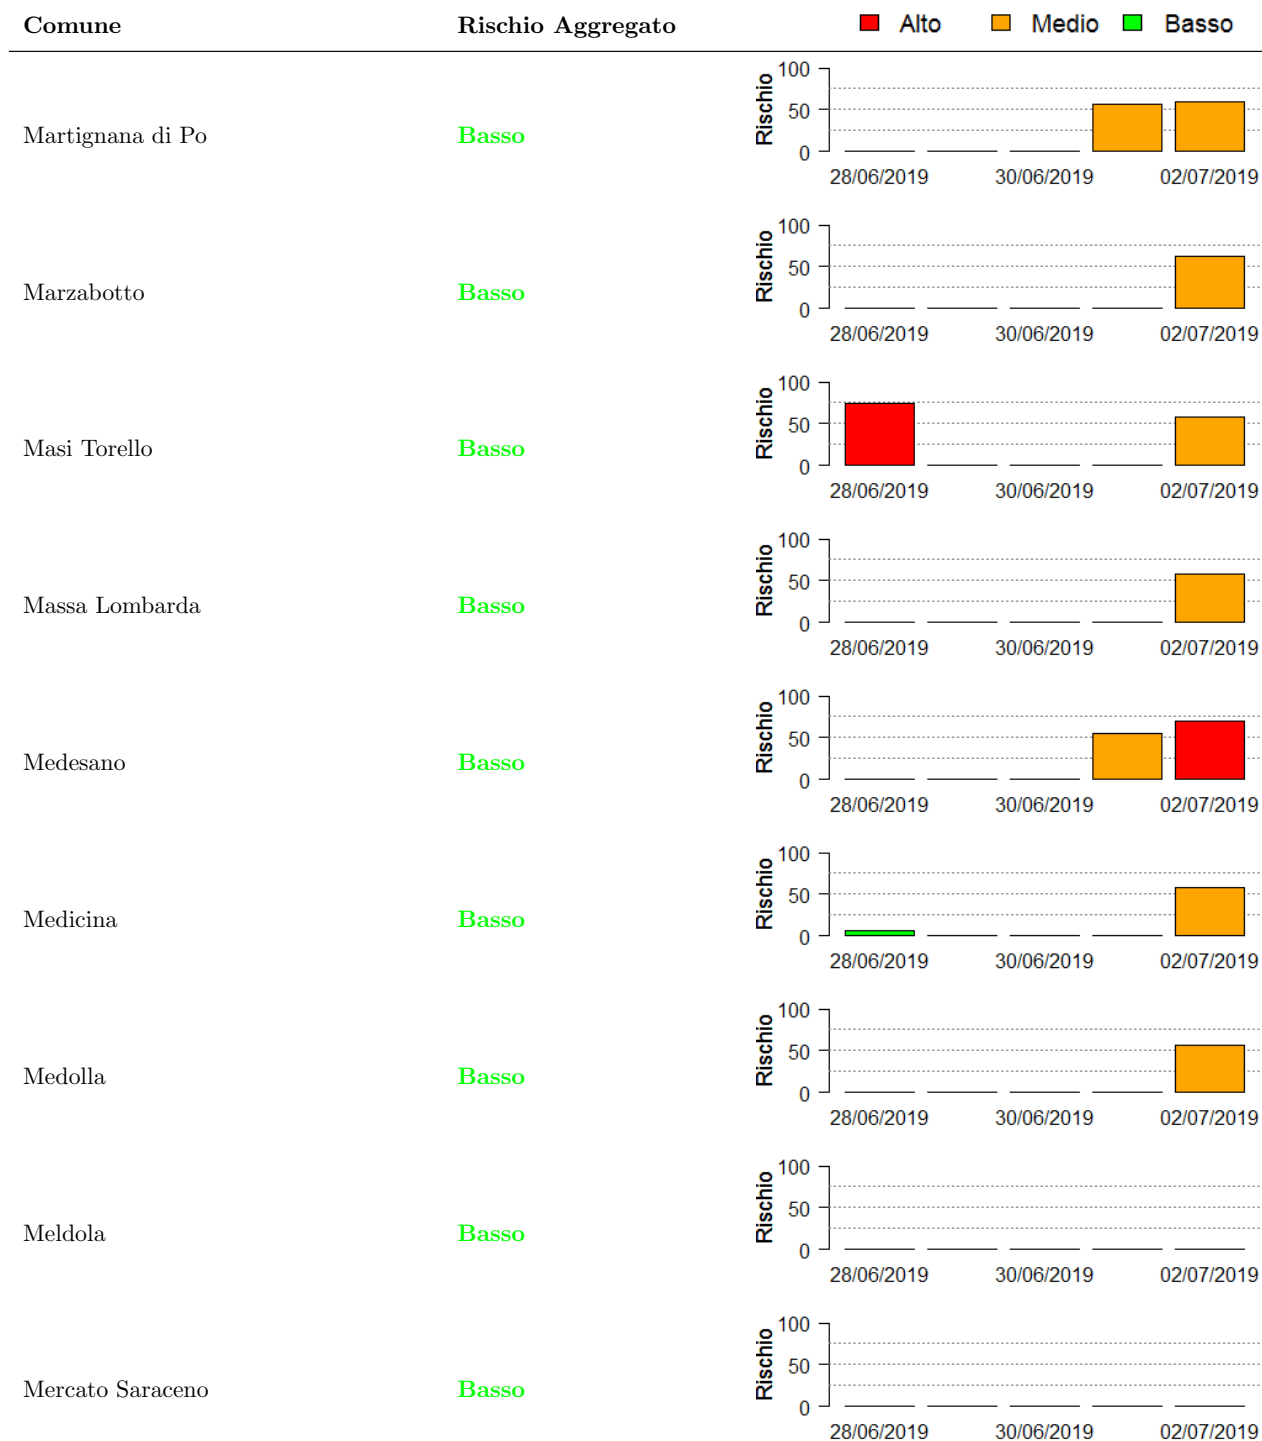 Comune Rischio Aggregato Alto Medio Basso
Martignana di Po Basso
Rischio
100
50
0
28/06/2019 30/06/2019 02/07/2019
Marzabotto Basso
Rischio
100
50
0
28/06/2019 30/06/2019 02/07/2019
Masi Torello Basso
Rischio
100
50
0
28/06/2019 30/06/2019 02/07/2019
Massa Lombarda Basso
Rischio
100
50
0
28/06/2019 30/06/2019 02/07/2019
Medesano Basso
Rischio
100
50
0
28/06/2019 30/06/2019 02/07/2019
Medicina Basso
Rischio
100
50
0
28/06/2019 30/06/2019 02/07/2019
Medolla Basso
Rischio
100
50
0
28/06/2019 30/06/2019 02/07/2019
Meldola Basso
Rischio
100
50
0
28/06/2019 30/06/2019 02/07/2019
Mercato Saraceno Basso
Rischio
100
50
0
28/06/2019 30/06/2019 02/07/2019